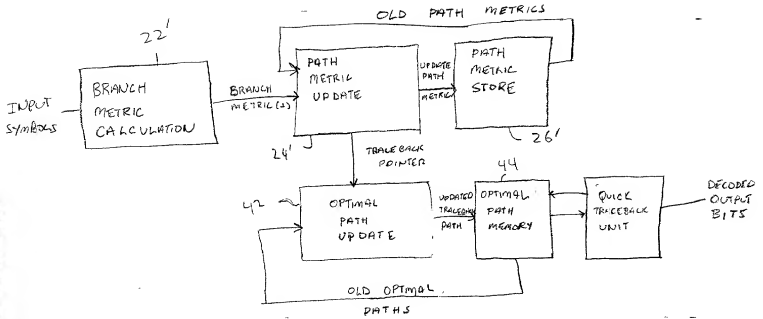 OLD PATH METRICS
22'
BRANCH
METRIC
CALCULATION
INPUT
SYMBOLS
BRANCH
METRIC(S)
PATH
METRIC
UPDATE
UPDATE
PATH
METRIC
PATH
METRIC
STORE
24'
26'
TRACEBACK
POINTER
42
OPTIMAL
PATH
UPDATE
UPDATED
TRACEBACK
PATH
44
OPTIMAL
PATH
MEMORY
QUICK
TRACEBACK
UNIT
DECODED
OUTPUT
BITS
OLD OPTIMAL
PATHS